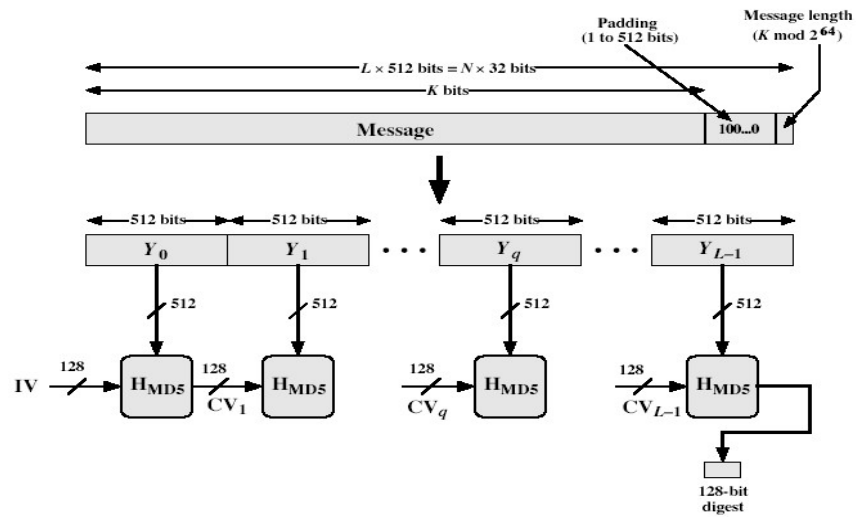 Padding
(1 to 512 bits)
Message length
(K mod 2^64)
L × 512 bits = N × 32 bits
K bits
Message
100...0
512 bits
512 bits
512 bits
512 bits
Y0
Y1
• • •
Yq
• • •
YL–1
512
512
512
512
IV
128
HMD5
128
CV1
HMD5
128
CVq
HMD5
128
CVL–1
HMD5
128-bit
digest